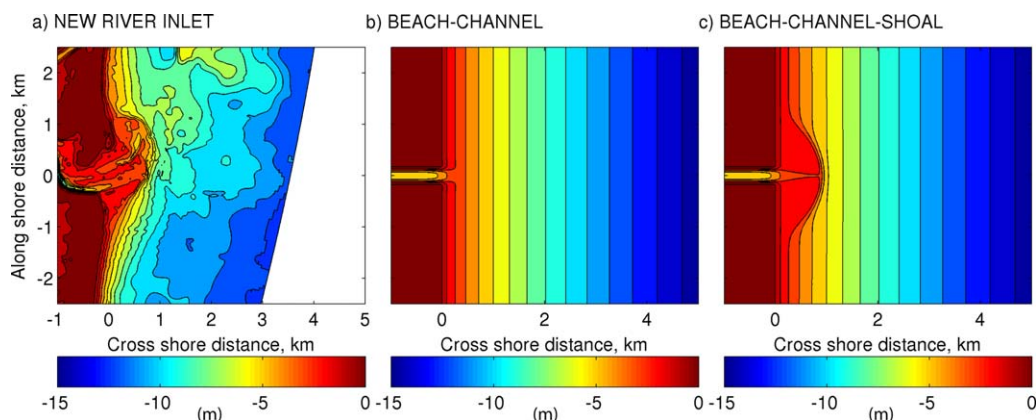 a) NEW RIVER INLET
b) BEACH-CHANNEL
c) BEACH-CHANNEL-SHOAL
Along shore distance, km
2
1
0
-1
-2
-1 0 1 2 3 4 5
0 2 4
0 2 4
Cross shore distance, km
Cross shore distance, km
Cross shore distance, km
-15 -10 -5 0
(m)
-15 -10 -5 0
(m)
-15 -10 -5 0
(m)